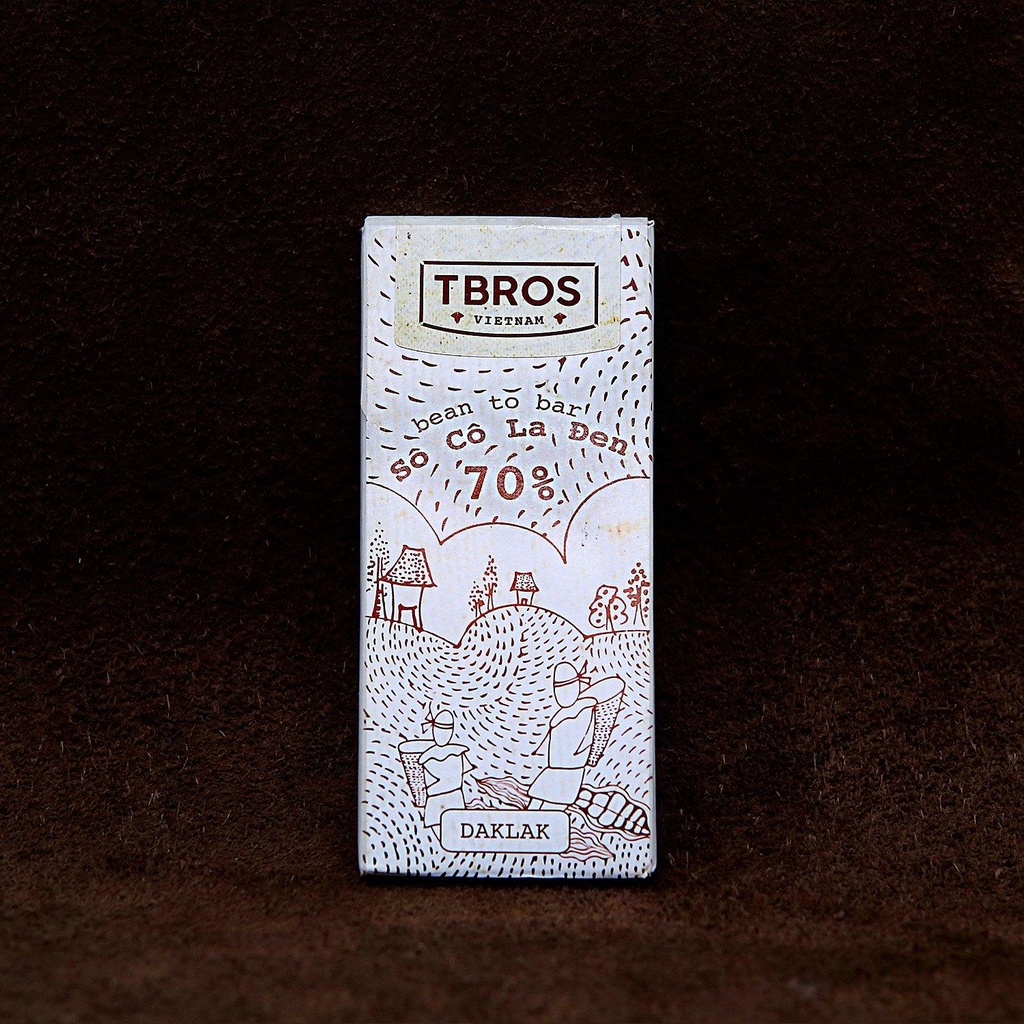 TBROS
VIETNAM
bean to bar
Sô Cô La Đen
70%
DAKLAK